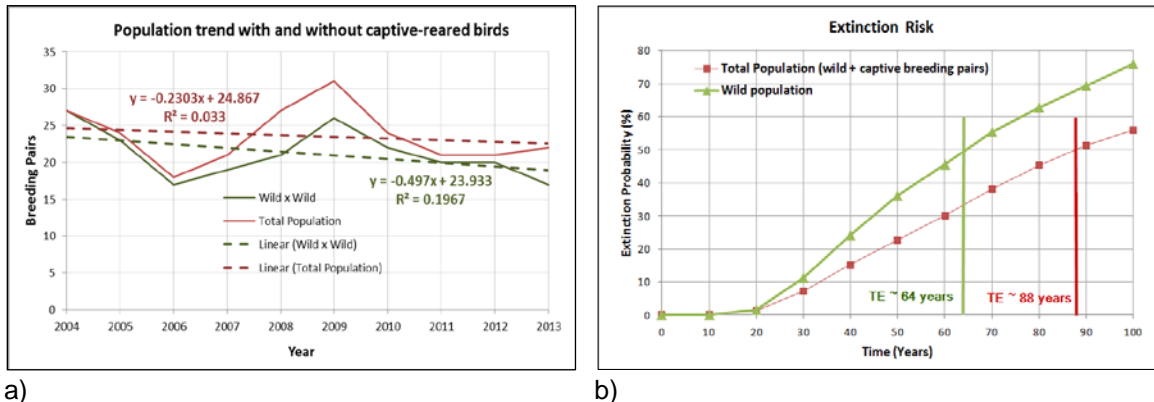 Population trend with and without captive-reared birds
35
30
25
20
15
10
5
0
Breeding Pairs
y = -0.2303x + 24.867
R² = 0.033
y = -0.497x + 23.933
R² = 0.1967
Wild x Wild
Total Population
Linear (Wild x Wild)
Linear (Total Population)
2004 2005 2006 2007 2008 2009 2010 2011 2012 2013
Year
a)
Extinction Risk
80
70
60
50
40
30
20
10
0
Extinction Probability (%)
Total Population (wild + captive breeding pairs)
Wild population
TE ~ 64 years
TE ~ 88 years
0 10 20 30 40 50 60 70 80 90 100
Time (Years)
b)